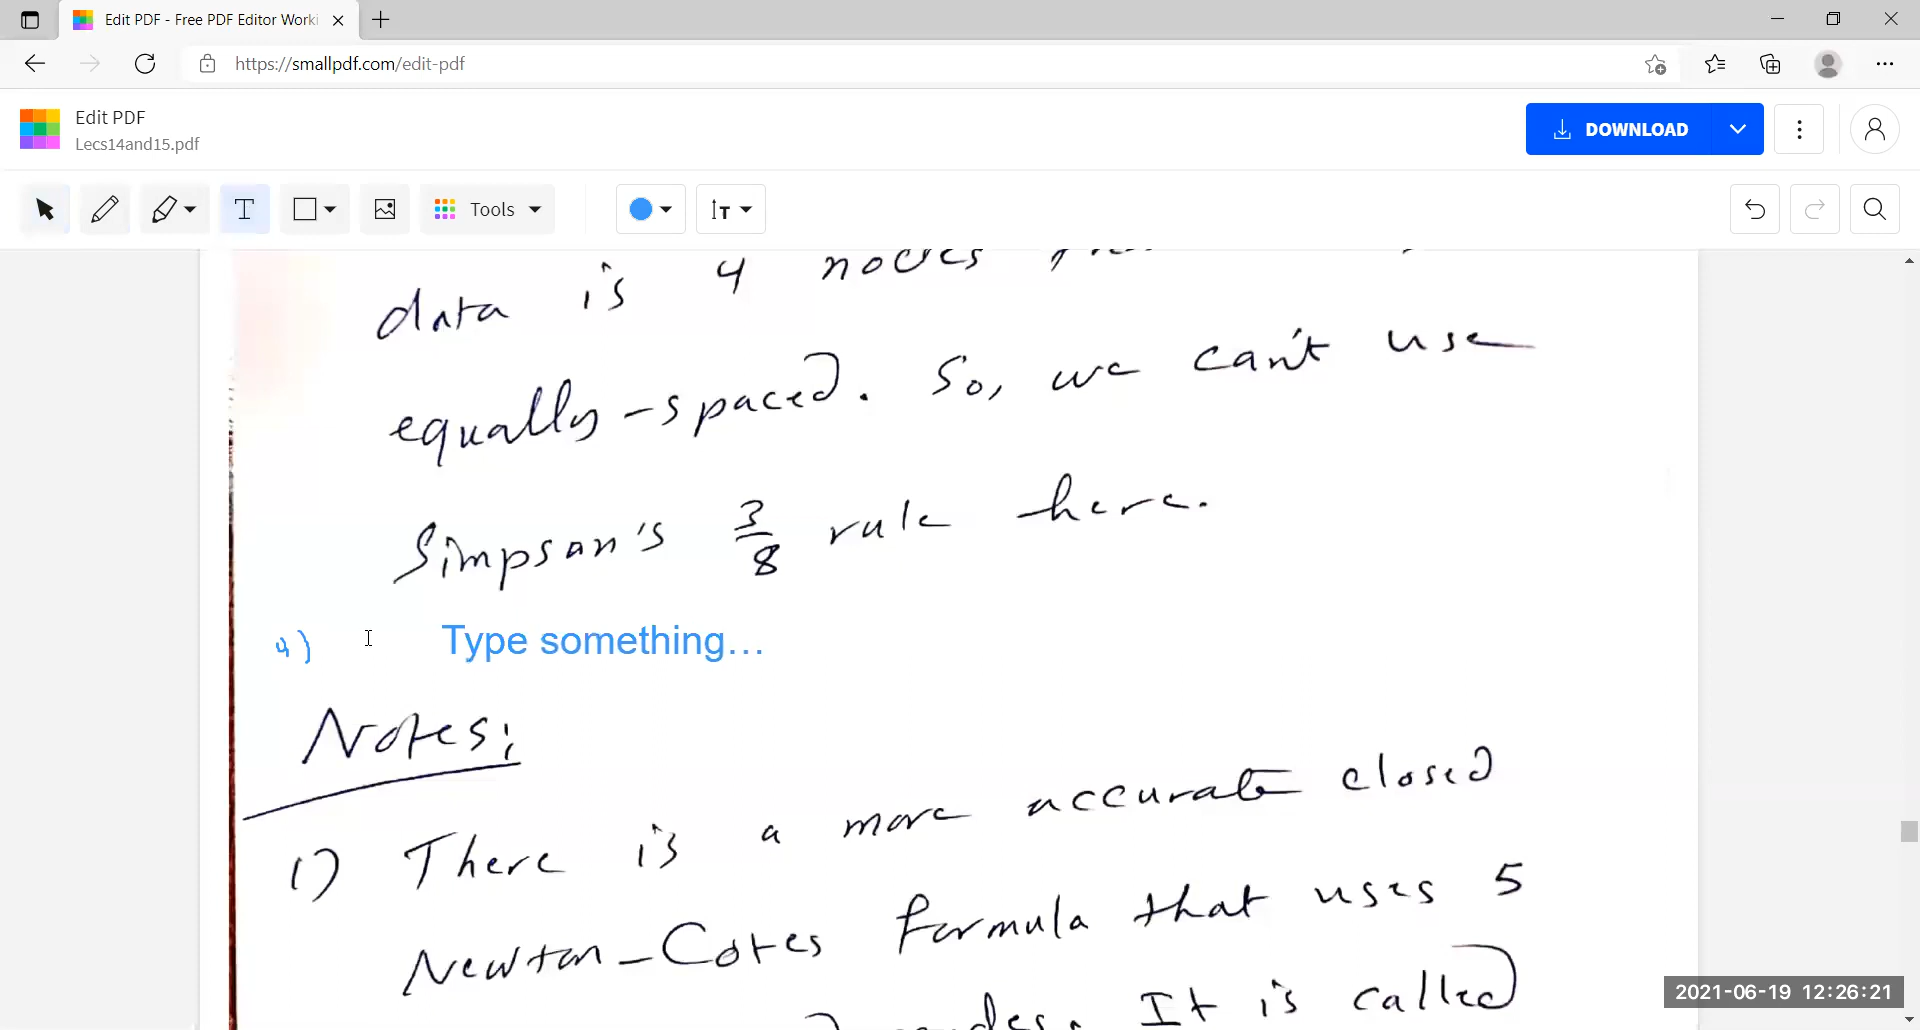 Edit PDF - Free PDF Editor Worki
https://smallpdf.com/edit-pdf
Edit PDF
Lecs14and15.pdf
DOWNLOAD
T Tools
data is 4 nodes
equally-spaced. So, we can't use
Simpson's 3/8 rule here.
4) Type something...
Notes:
1) There is a more accurate closed
Newton-Cotes formula that uses 5
nodes. It is called
2021-06-19 12:26:21